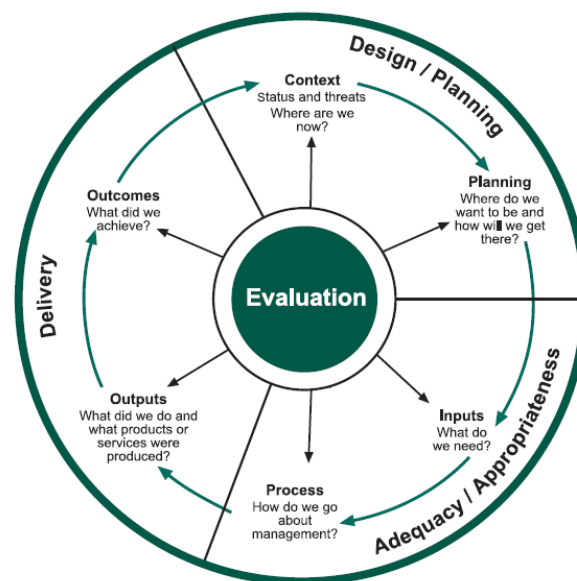 Design / Planning
Context
Status and threats
Where are we
now?
Planning
Where do we
want to be and
how will we get
there?
Outcomes
What did we
achieve?
Delivery
Evaluation
Outputs
What did we do and
what products or
services were
produced?
Inputs
What do
we need?
Process
How do we go
about
management?
Adequacy / Appropriateness